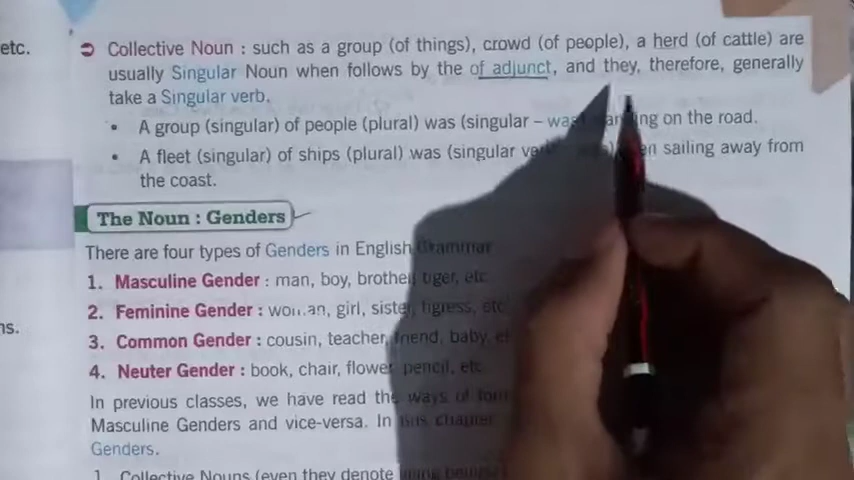 etc.
➲ Collective Noun : such as a group (of things), crowd (of people), a herd (of cattle) are
usually Singular Noun when follows by the of adjunct, and they, therefore, generally
take a Singular verb.
• A group (singular) of people (plural) was (singular – was) on the road.
• A fleet (singular) of ships (plural) was (singular sailing away from
the coast.
The Noun : Genders
There are four types of Genders in English Grammar
1. Masculine Gender : man, boy, brother, tiger, etc
2. Feminine Gender : woman, girl, sister, tigress, etc
ns.
3. Common Gender : cousin, teacher, friend, baby, et
4. Neuter Gender : book, chair, flower, pencil, etc
In previous classes, we have read the ways of for
Masculine Genders and vice-versa. In this chapter
Genders.
1. Collective Nouns (even they denote living beings